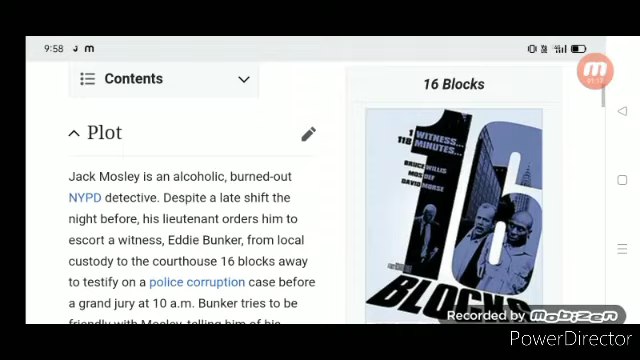 9:58
01:17
Contents
16 Blocks
Plot
Jack Mosley is an alcoholic, burned-out
NYPD detective. Despite a late shift the
night before, his lieutenant orders him to
escort a witness, Eddie Bunker, from local
custody to the courthouse 16 blocks away
to testify on a police corruption case before
a grand jury at 10 a.m. Bunker tries to be
friendly with Mosley, telling him of his
1 WITNESS...
118 MINUTES...
BRUCE WILLIS
MOS DEF
DAVID MORSE
16
BLOCKS
Recorded by mobizen
PowerDirector